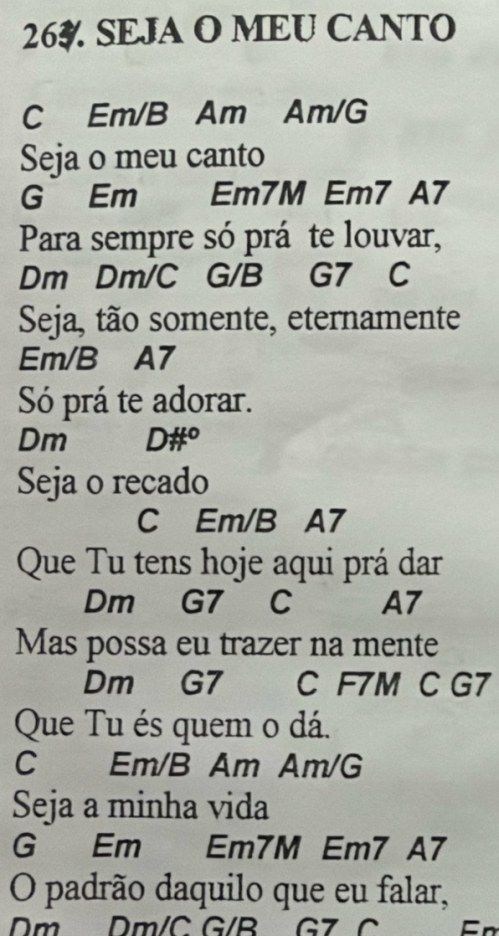 SEJA O MEU CANTO
C Em/B Am Am/G
Seja o meu canto
G Em Em7M Em7 A7
Para sempre só prá te louvar,
Dm Dm/C G/B G7 C
Seja, tão somente, eternamente
Em/B A7
Só prá te adorar.
Dm D#º
Seja o recado
C Em/B A7
Que Tu tens hoje aqui prá dar
Dm G7 C A7
Mas possa eu trazer na mente
Dm G7 C F7M C G7
Que Tu és quem o dá.
C Em/B Am Am/G
Seja a minha vida
G Em Em7M Em7 A7
O padrão daquilo que eu falar,
Dm Dm/C G/B G7 C